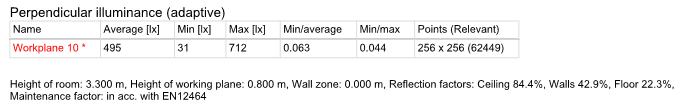 Perpendicular illuminance (adaptive)
Name Average [lx] Min [lx] Max [lx] Min/average Min/max Points (Relevant)
Workplane 10 * 495 31 712 0.063 0.044 256 x 256 (62449)
Height of room: 3.300 m, Height of working plane: 0.800 m, Wall zone: 0.000 m, Reflection factors: Ceiling 84.4%, Walls 42.9%, Floor 22.3%,
Maintenance factor: in acc. with EN12464